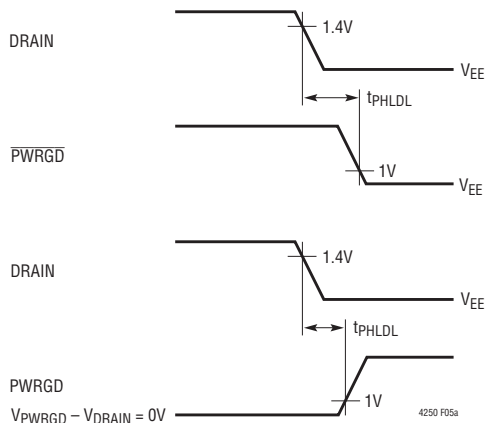 DRAIN
1.4V
VEE
tPHLDL
PWRGD
1V
VEE
DRAIN
1.4V
VEE
tPHLDL
PWRGD
1V
VPWRGD – VDRAIN = 0V
4250 F05a